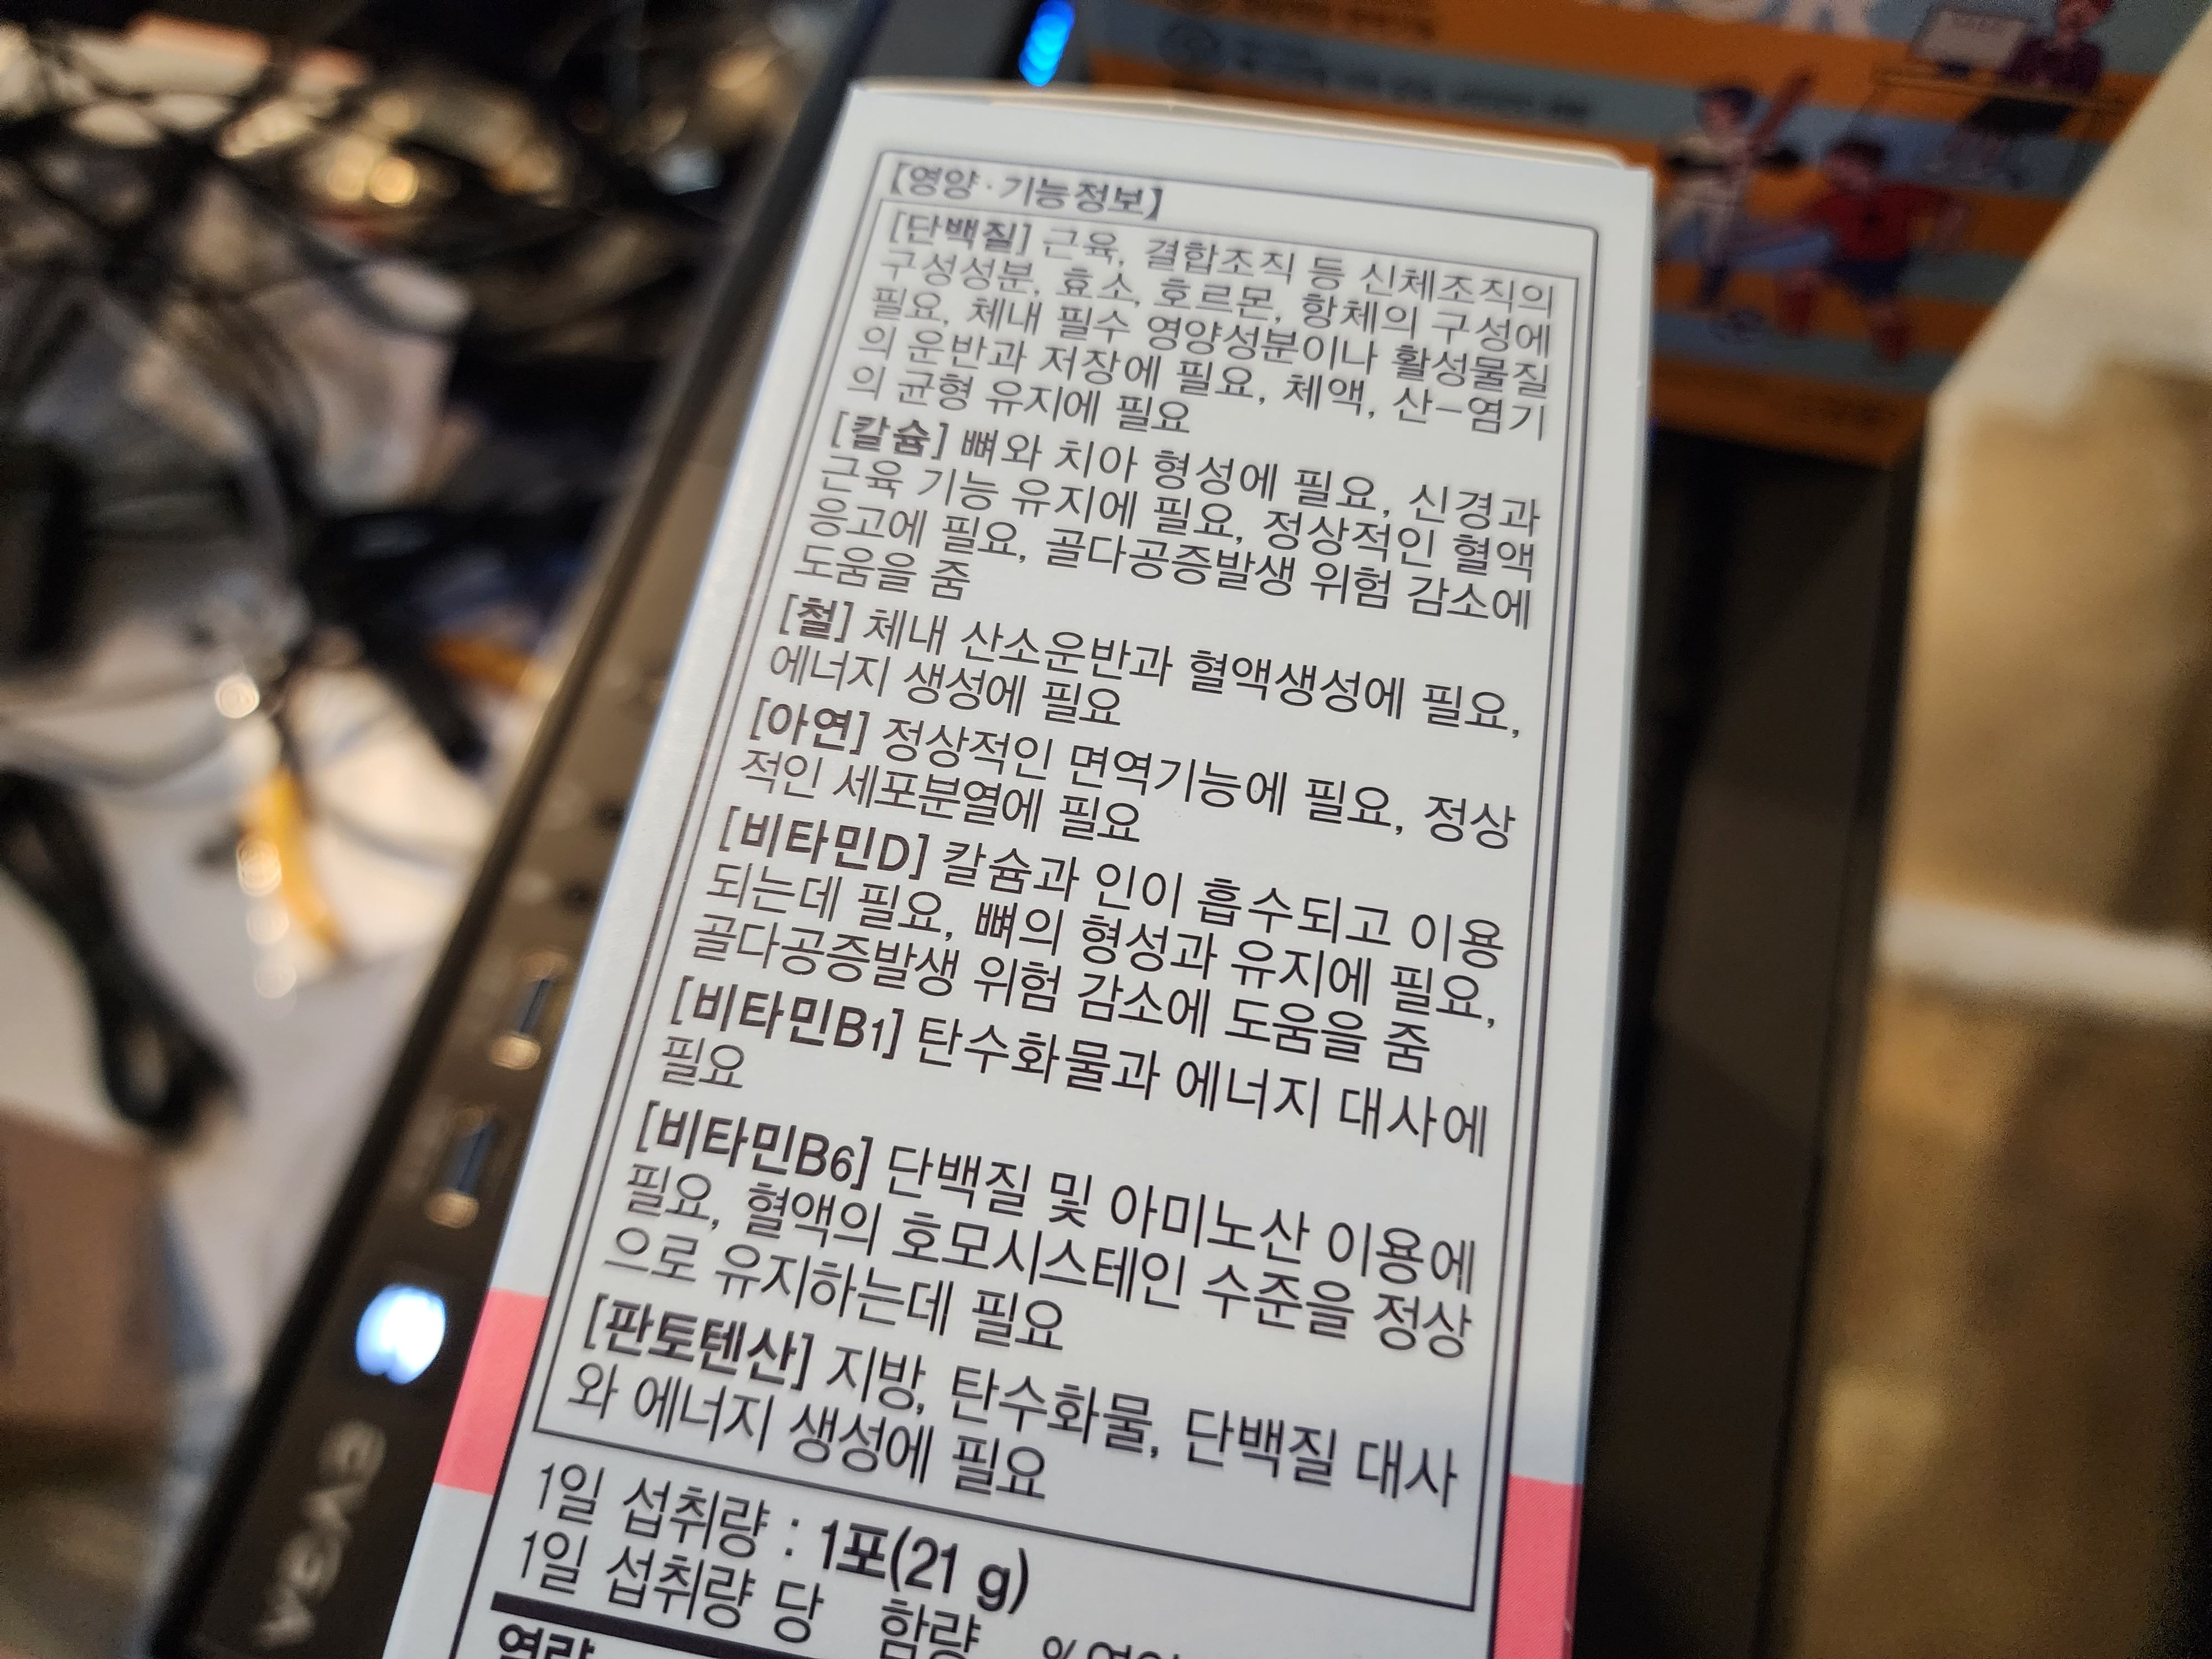 【영양·기능정보】
[단백질] 근육, 결합조직 등 신체조직의
구성성분, 효소, 호르몬, 항체의 구성에
필요, 체내 필수 영양성분이나 활성물질
의 운반과 저장에 필요, 체액, 산-염기
의 균형 유지에 필요
[칼슘] 뼈와 치아 형성에 필요, 신경과
근육 기능 유지에 필요, 정상적인 혈액
응고에 필요, 골다공증발생 위험 감소에
도움을 줌
[철] 체내 산소운반과 혈액생성에 필요,
에너지 생성에 필요
[아연] 정상적인 면역기능에 필요, 정상
적인 세포분열에 필요
[비타민D] 칼슘과 인이 흡수되고 이용
되는데 필요, 뼈의 형성과 유지에 필요,
골다공증발생 위험 감소에 도움을 줌
[비타민B1] 탄수화물과 에너지 대사에
필요
[비타민B6] 단백질 및 아미노산 이용에
필요, 혈액의 호모시스테인 수준을 정상
으로 유지하는데 필요
[판토텐산] 지방, 탄수화물, 단백질 대사
와 에너지 생성에 필요
1일 섭취량 : 1포(21 g)
1일 섭취량 당 함량 %영양
열량
EVGA